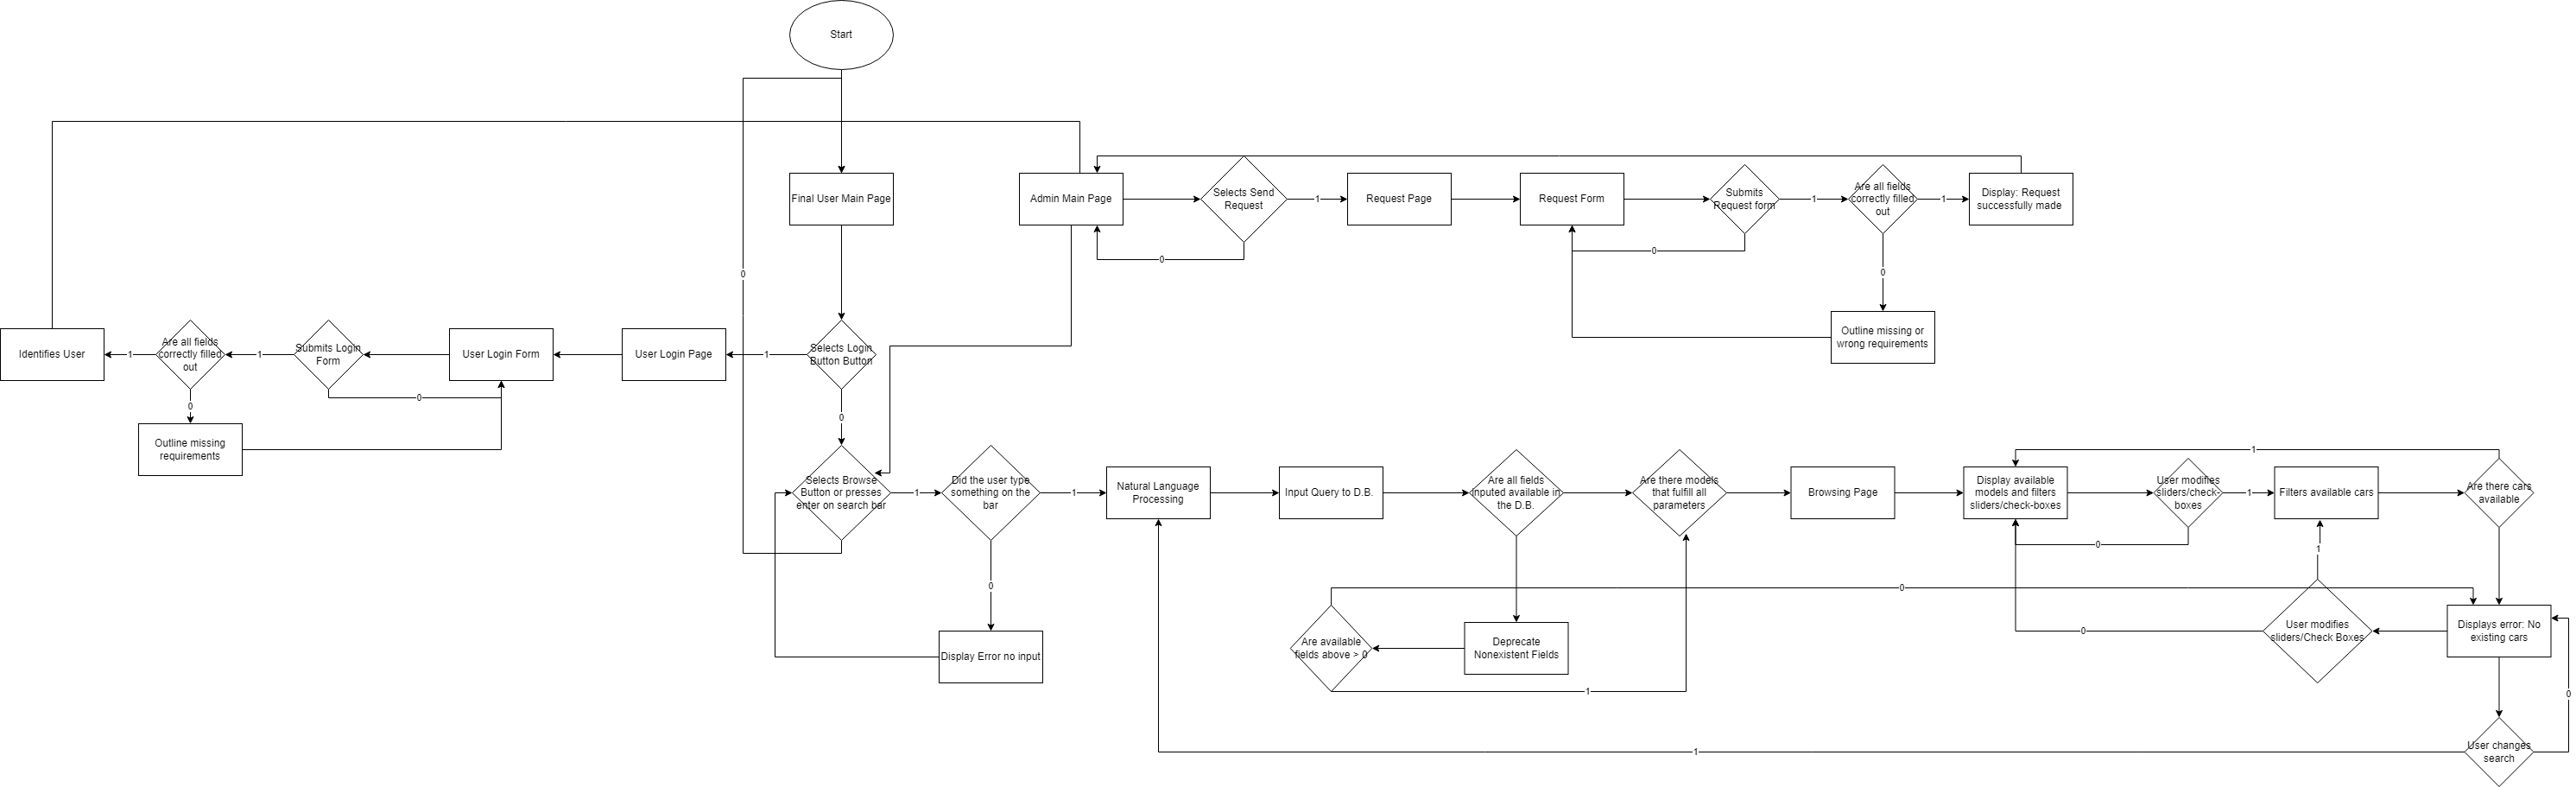 Start
Final User Main Page
Admin Main Page
Selects Send
Request
1
Request Page
Request Form
Submits
Request form
1
Are all fields
correctly filled
out
1
Display: Request
successfully made
0
0
0
0
Outline missing or
wrong requirements
Identifies User
1
Are all fields
correctly filled
out
1
Submits Login
Form
User Login Form
User Login Page
1
Selects Login
Button Button
0
0
0
Outline missing
requirements
Selects Browse
Button or presses
enter on search bar
1
Did the user type
something on the
bar
1
Natural Language
Processing
Input Query to D.B.
Are all fields
inputed available in
the D.B.
Are there models
that fulfill all
parameters
Browsing Page
Display available
models and filters
sliders/check-boxes
User modifies
sliders/check-
boxes
1
Filters available cars
Are there cars
available
1
0
1
0
0
Display Error no input
Are available
fields above > 0
Deprecate
Nonexistent Fields
1
User modifies
sliders/Check Boxes
0
Displays error: No
existing cars
0
1
User changes
search